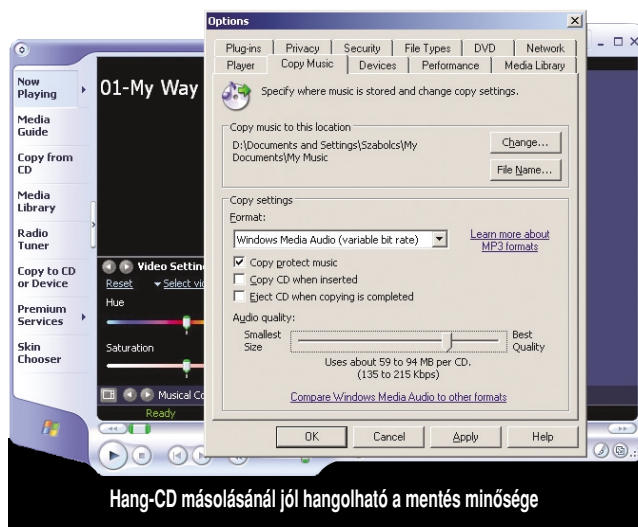 Options
Plug-ins Privacy Security File Types DVD Network
Player Copy Music Devices Performance Media Library
Specify where music is stored and change copy settings.
Copy music to this location
D:\Documents and Settings\Szabolcs\My
Documents\My Music
Change...
File Name...
Copy settings
Format:
Windows Media Audio (variable bit rate)
Learn more about
MP3 formats
Copy protect music
Copy CD when inserted
Eject CD when copying is completed
Audio quality:
Smallest
Size
Best
Quality
Uses about 59 to 94 MB per CD.
(135 to 215 Kbps)
Compare Windows Media Audio to other formats
OK Cancel Apply Help
Now
Playing
Media
Guide
Copy from
CD
Media
Library
Radio
Tuner
Copy to CD
or Device
Premium
Services
Skin
Chooser
01-My Way
Video Settin
Reset Select vi
Hue
Saturation
Musical Co
Ready
Hang-CD másolásánál jól hangolható a mentés minősége